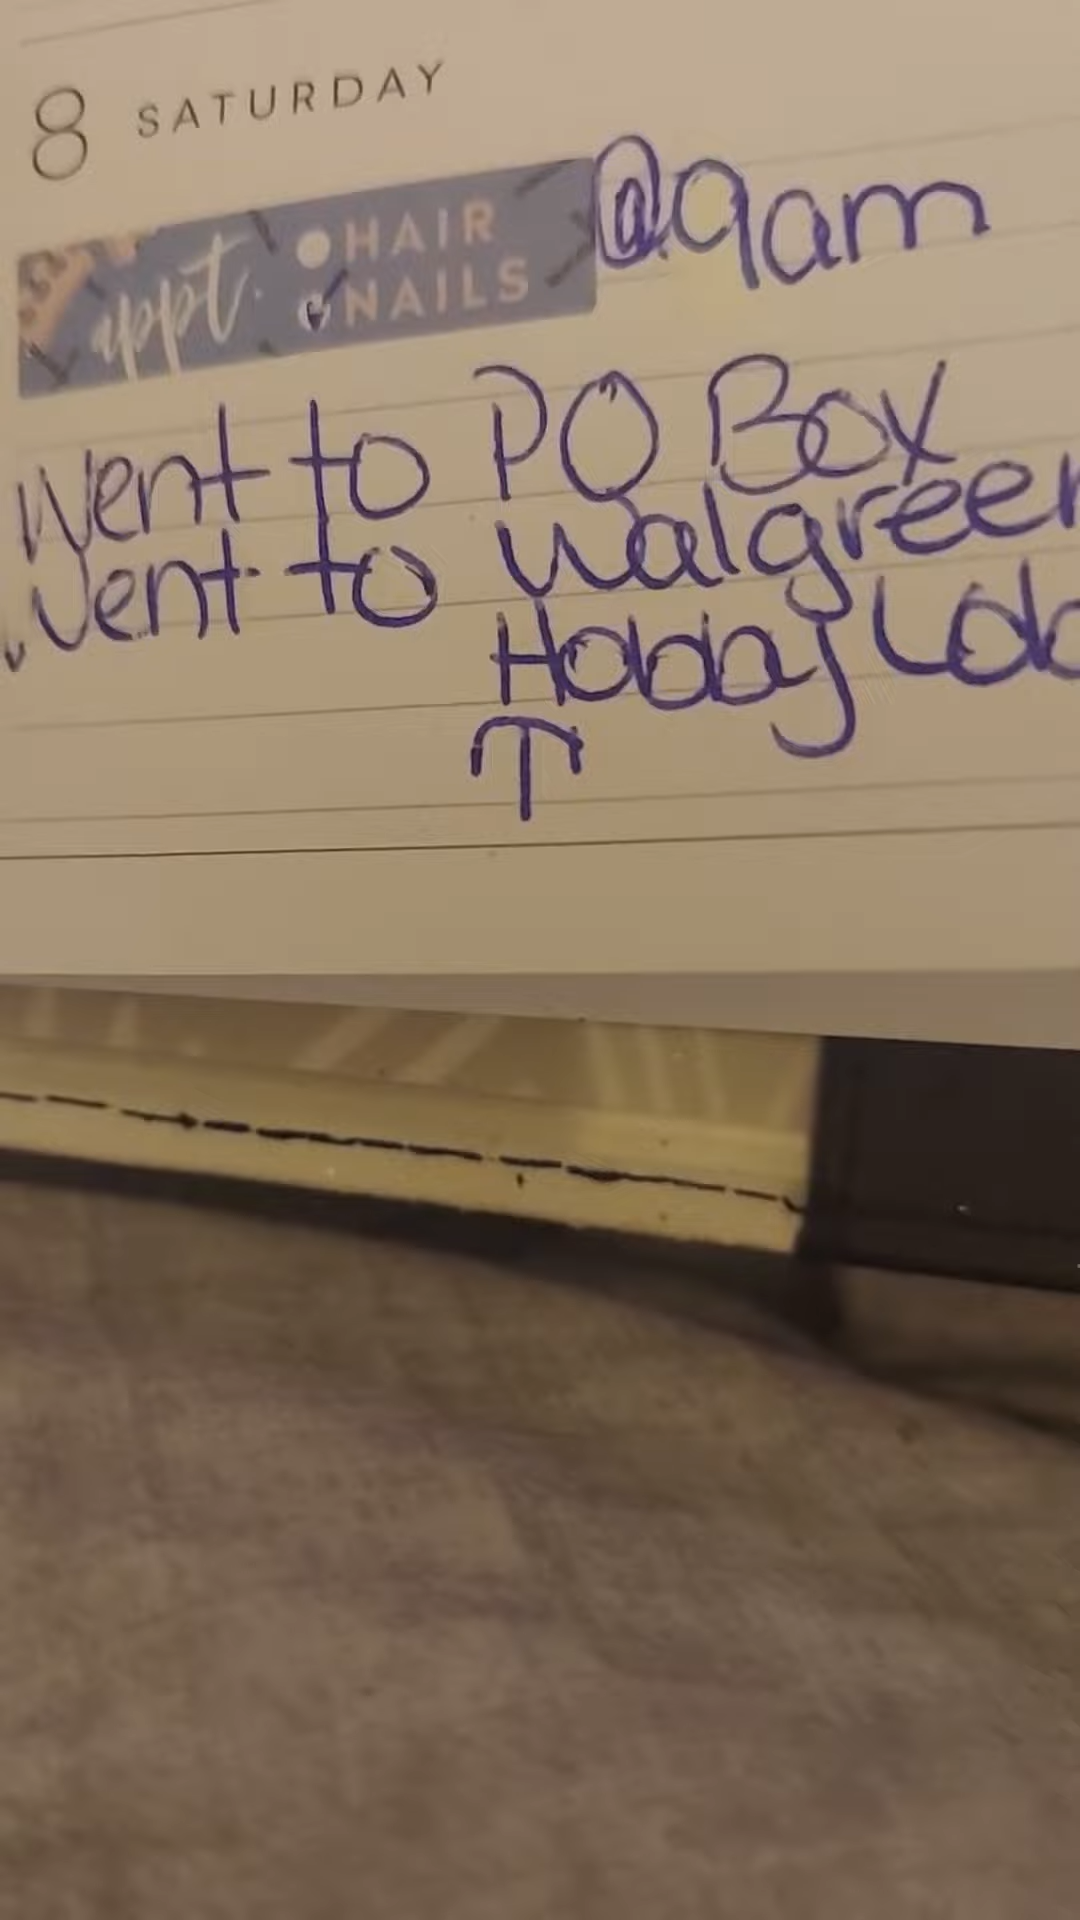 8 SATURDAY
appt. HAIR @9am
NAILS
Went to PO Box
Went to Walgreen
Hobby Lob
T